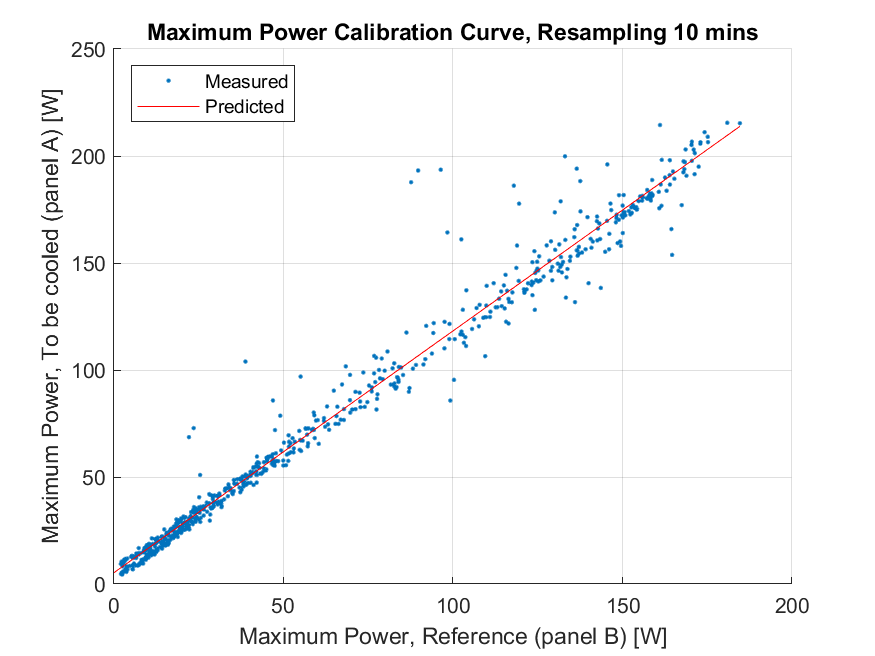 Maximum Power Calibration Curve, Resampling 10 mins
250
200
150
100
50
0
Measured
Predicted
Maximum Power, To be cooled (panel A) [W]
0 50 100 150 200
Maximum Power, Reference (panel B) [W]